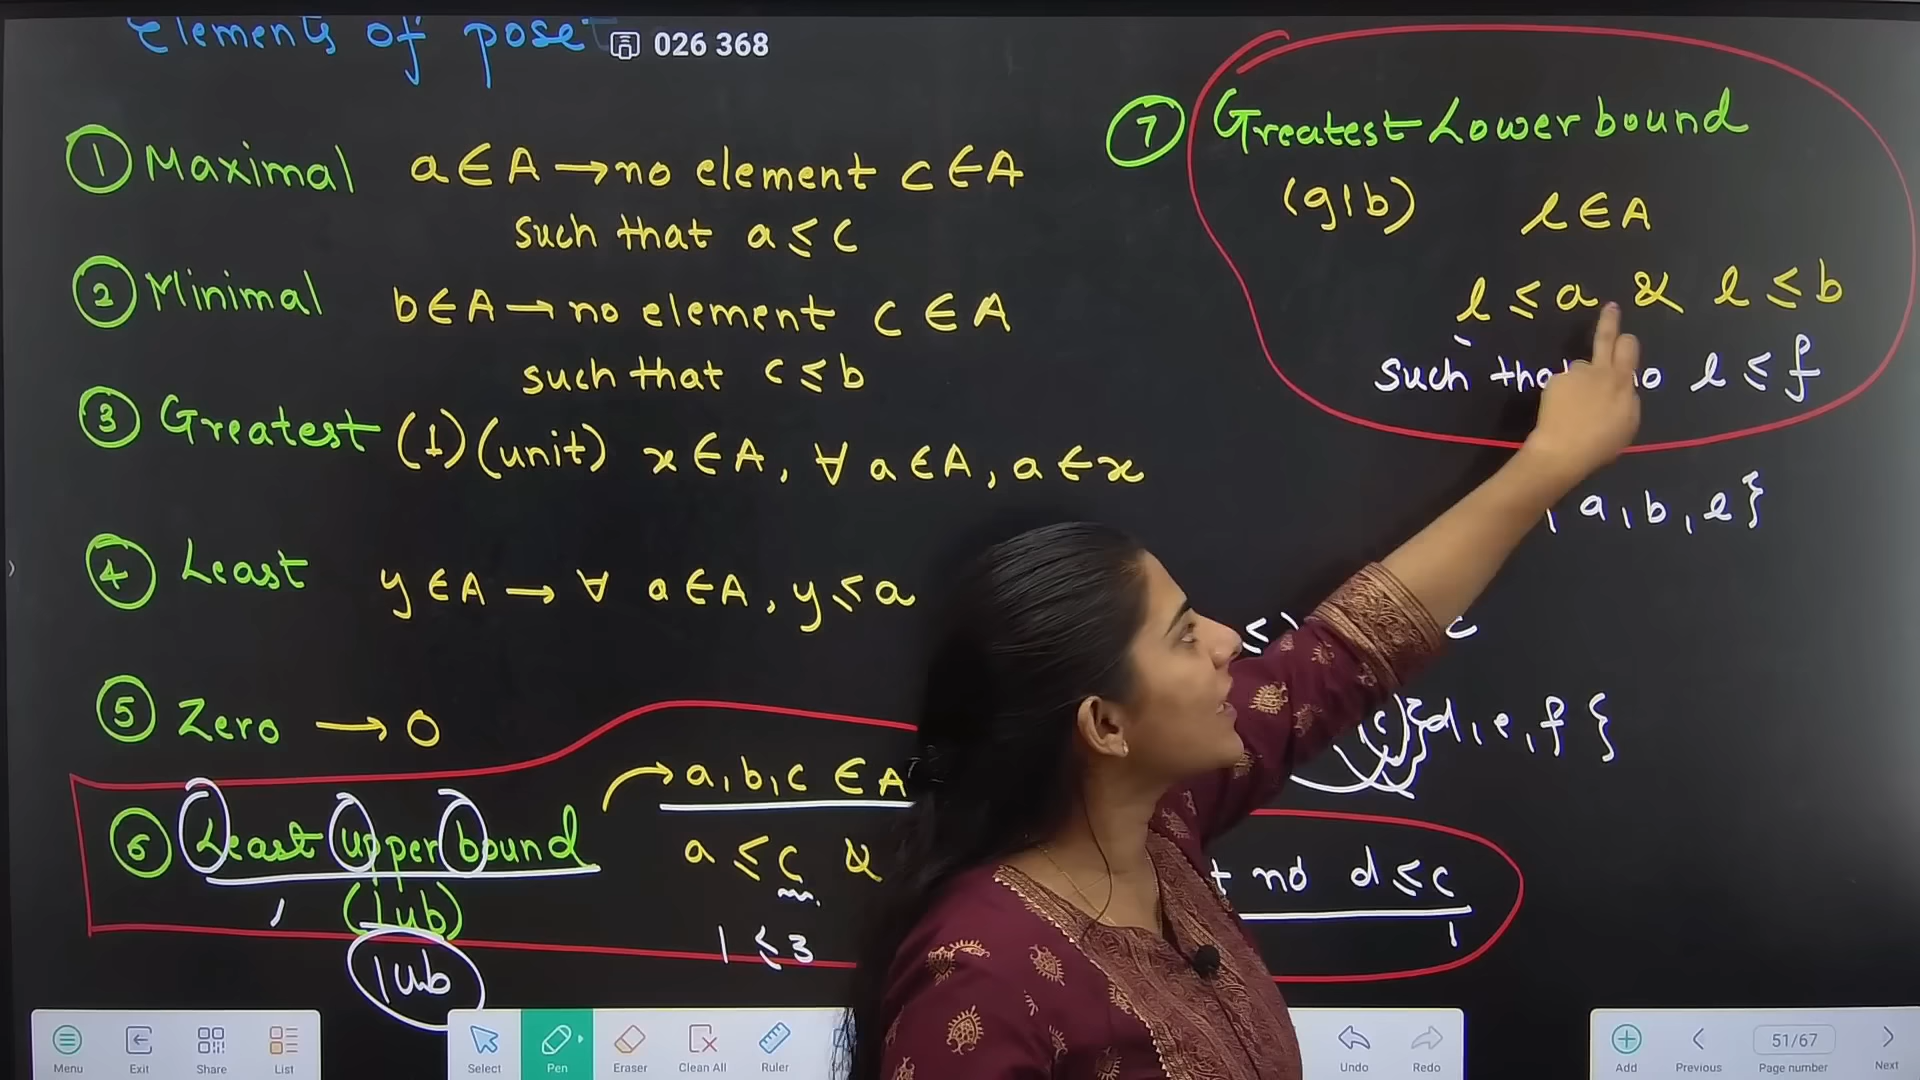 Elements of poset
026 368
① Maximal a ∈ A → no element c ∈ A
such that a ≤ c
② Minimal b ∈ A → no element c ∈ A
such that c ≤ b
③ Greatest (1) (unit) x ∈ A, ∀ a ∈ A, a ∈ x
④ Least y ∈ A → ∀ a ∈ A, y ≤ a
⑤ Zero → 0
⑥ Least upper bound
(lub)
lub
a, b, c ∈ A
a ≤ c &
no d ≤ c
1 ≤ 3
⑦ Greatest Lower bound
(glb) l ∈ A
l ≤ a & l ≤ b
such no l ≤ f
, a, b, e}
≤ c
(c) {d, e, f }
Menu Exit Share List
Select Pen Eraser Clean All Ruler
Undo Redo
Add Previous 51/67 Page number Next